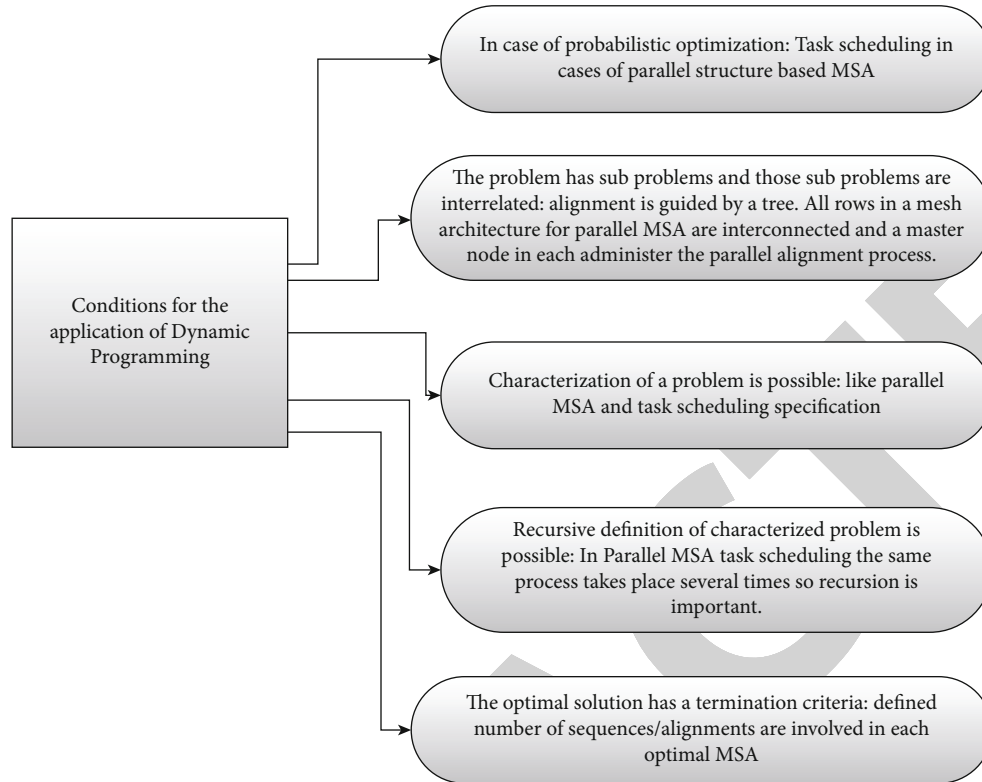 In case of probabilistic optimization: Task scheduling in
cases of parallel structure based MSA
The problem has sub problems and those sub problems are
interrelated: alignment is guided by a tree. All rows in a mesh
architecture for parallel MSA are interconnected and a master
node in each administer the parallel alignment process.
Conditions for the
application of Dynamic
Programming
Characterization of a problem is possible: like parallel
MSA and task scheduling specification
Recursive definition of characterized problem is
possible: In Parallel MSA task scheduling the same
process takes place several times so recursion is
important.
The optimal solution has a termination criteria: defined
number of sequences/alignments are involved in each
optimal MSA